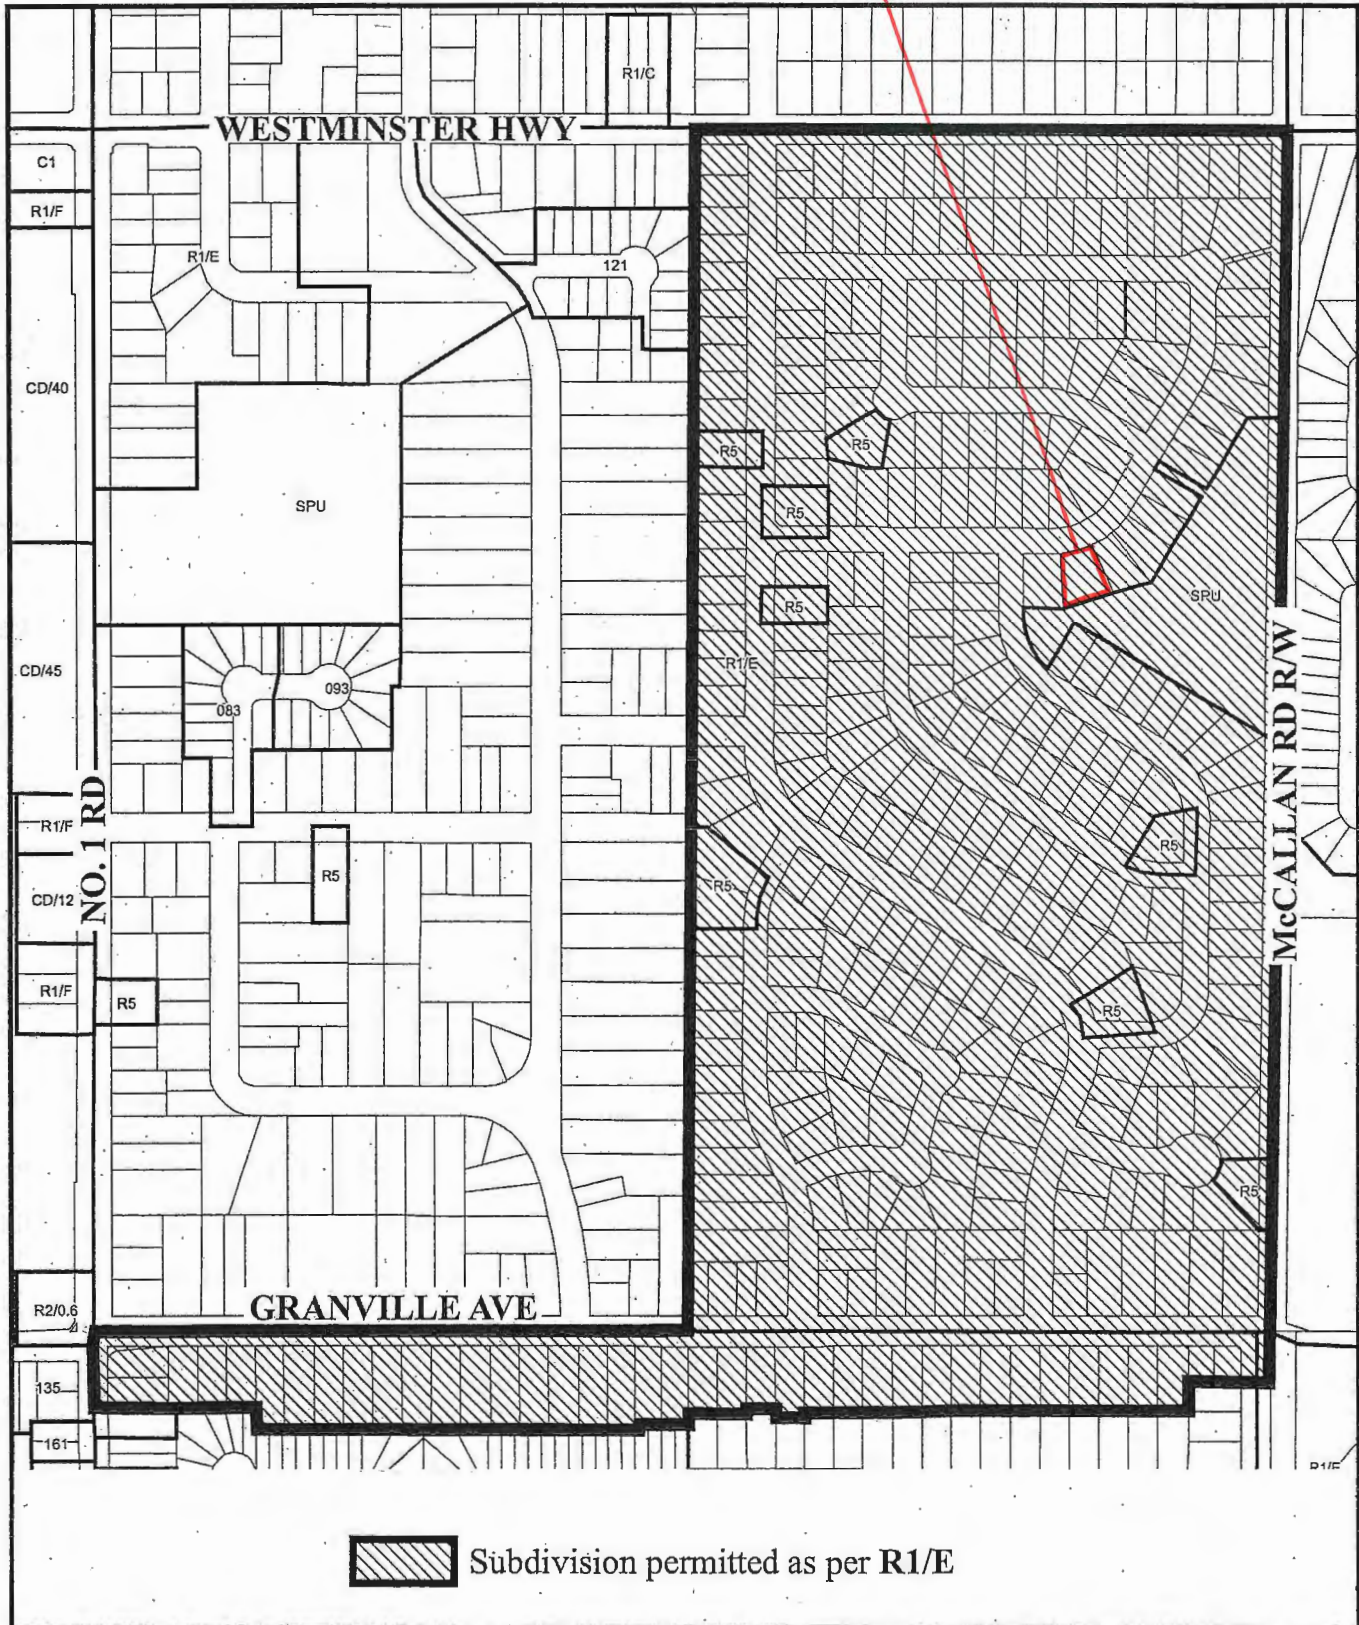 R1/C
WESTMINSTER HWY
C1
R1/F
R1/E
121
CD/40
R5
R5
SPU
R5
R5
SPU
R1/E
CD/45
093
083
McCALLAN RD R/W
NO. 1 RD
R1/F
R5
R5
R5
CD/12
R1/F
R5
R5
R5
R2/0.6
GRANVILLE AVE
135
161
R1/E
Subdivision permitted as per R1/E